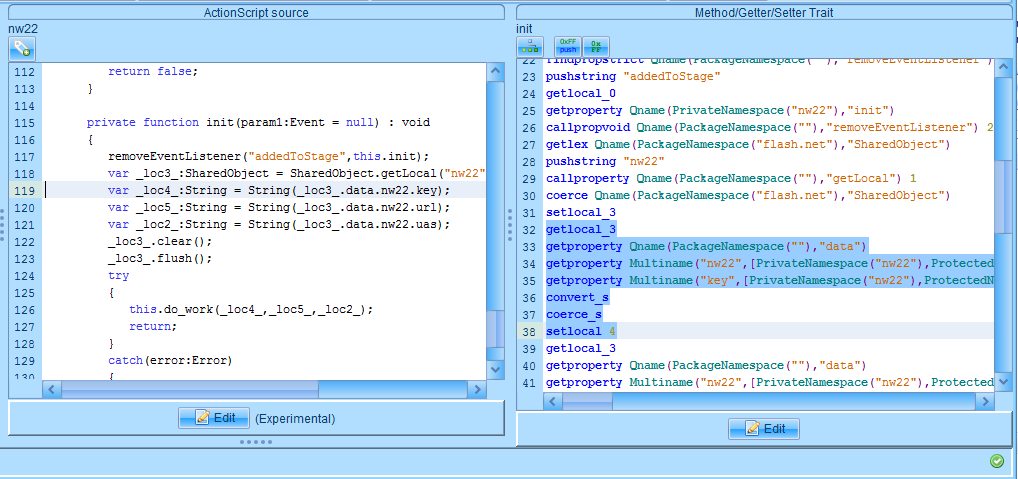 ActionScript source
nw22
112 return false;
113 }
114
115 private function init(param1:Event = null) : void
116 {
117 removeEventListener("addedToStage",this.init);
118 var _loc3_:SharedObject = SharedObject.getLocal("nw22"
119 var _loc4_:String = String(_loc3_.data.nw22.key);
120 var _loc5_:String = String(_loc3_.data.nw22.url);
121 var _loc2_:String = String(_loc3_.data.nw22.uas);
122 _loc3_.clear();
123 _loc3_.flush();
124 try
125 {
126 this.do_work(_loc4_,_loc5_,_loc2_);
127 return;
128 }
129 catch(error:Error)
130 {
Edit (Experimental)
Method/Getter/Setter Trait
init
0xFF push 0x FF
22 findpropstrict Qname(PackageNamespace(""),"removeEventListener")
23 pushstring "addedToStage"
24 getlocal_0
25 getproperty Qname(PrivateNamespace("nw22"),"init")
26 callpropvoid Qname(PackageNamespace(""),"removeEventListener") 2
27 getlex Qname(PackageNamespace("flash.net"),"SharedObject")
28 pushstring "nw22"
29 callproperty Qname(PackageNamespace(""),"getLocal") 1
30 coerce Qname(PackageNamespace("flash.net"),"SharedObject")
31 setlocal_3
32 getlocal_3
33 getproperty Qname(PackageNamespace(""),"data")
34 getproperty Multiname("nw22",[PrivateNamespace("nw22"),Protected
35 getproperty Multiname("key",[PrivateNamespace("nw22"),ProtectedN
36 convert_s
37 coerce_s
38 setlocal 4
39 getlocal_3
40 getproperty Qname(PackageNamespace(""),"data")
41 getproperty Multiname("nw22",[PrivateNamespace("nw22"),Protected
Edit